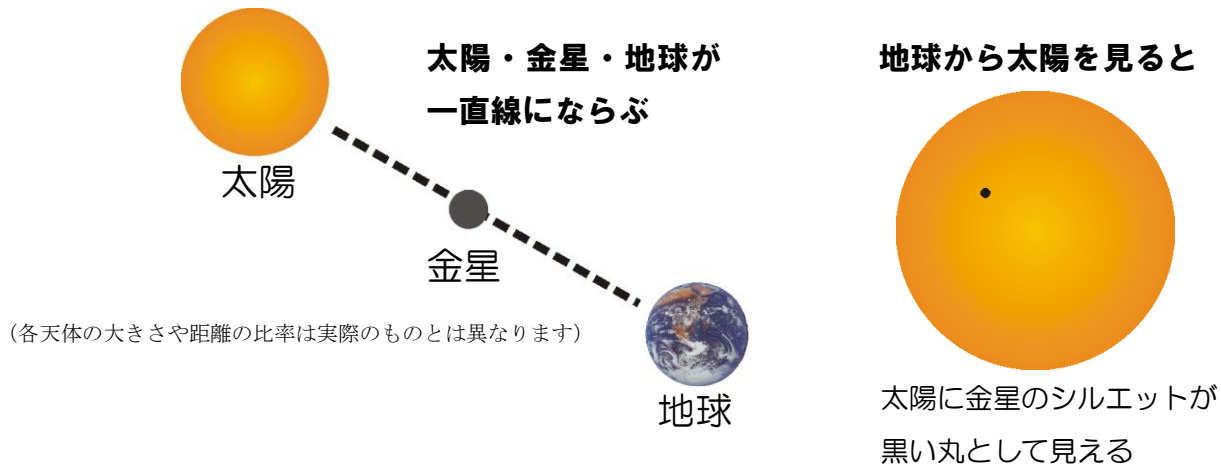 太陽・金星・地球が
一直線にならぶ
太陽
金星
地球
(各天体の大きさや距離の比率は実際のものとは異なります)
地球から太陽を見ると
太陽に金星のシルエットが
黒い丸として見える